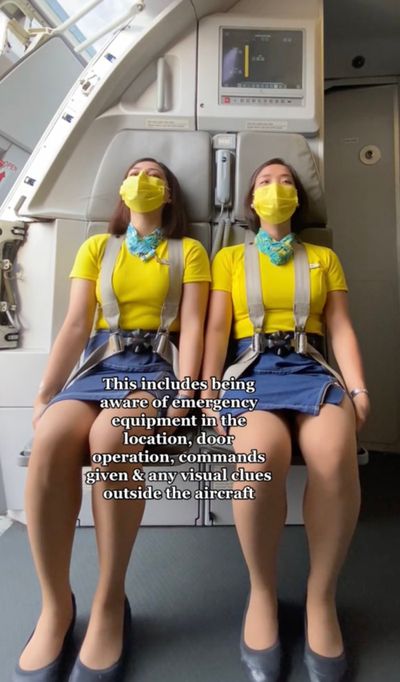 OPEN
This includes being
aware of emergency
equipment in the
location, door
operation, commands
given & any visual clues
outside the aircraft